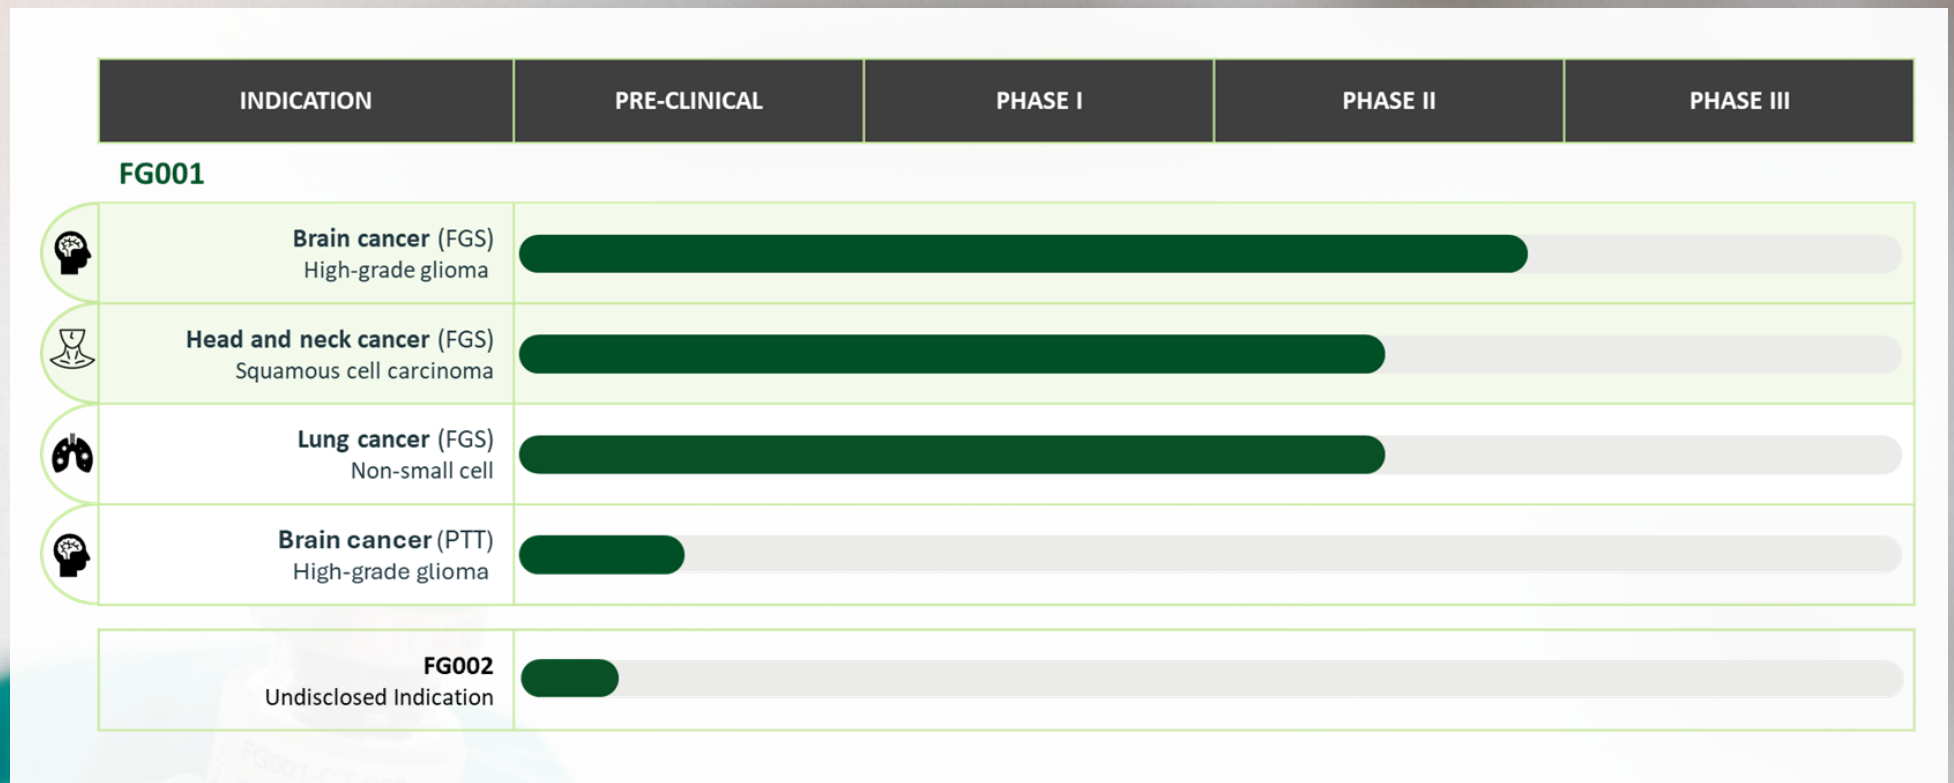 INDICATION PRE-CLINICAL PHASE I PHASE II PHASE III
FG001
Brain cancer (FGS)
High-grade glioma
Head and neck cancer (FGS)
Squamous cell carcinoma
Lung cancer (FGS)
Non-small cell
Brain cancer (PTT)
High-grade glioma
FG002
Undisclosed Indication